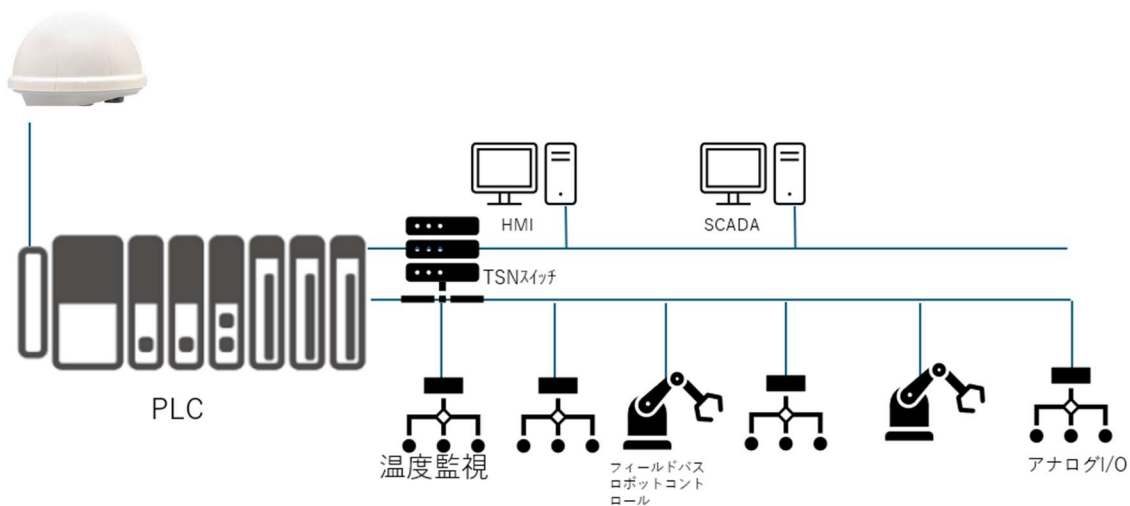 HMI
SCADA
TSNスイッチ
PLC
温度監視
フィールドバス
ロボットコント
ロール
アナログI/O